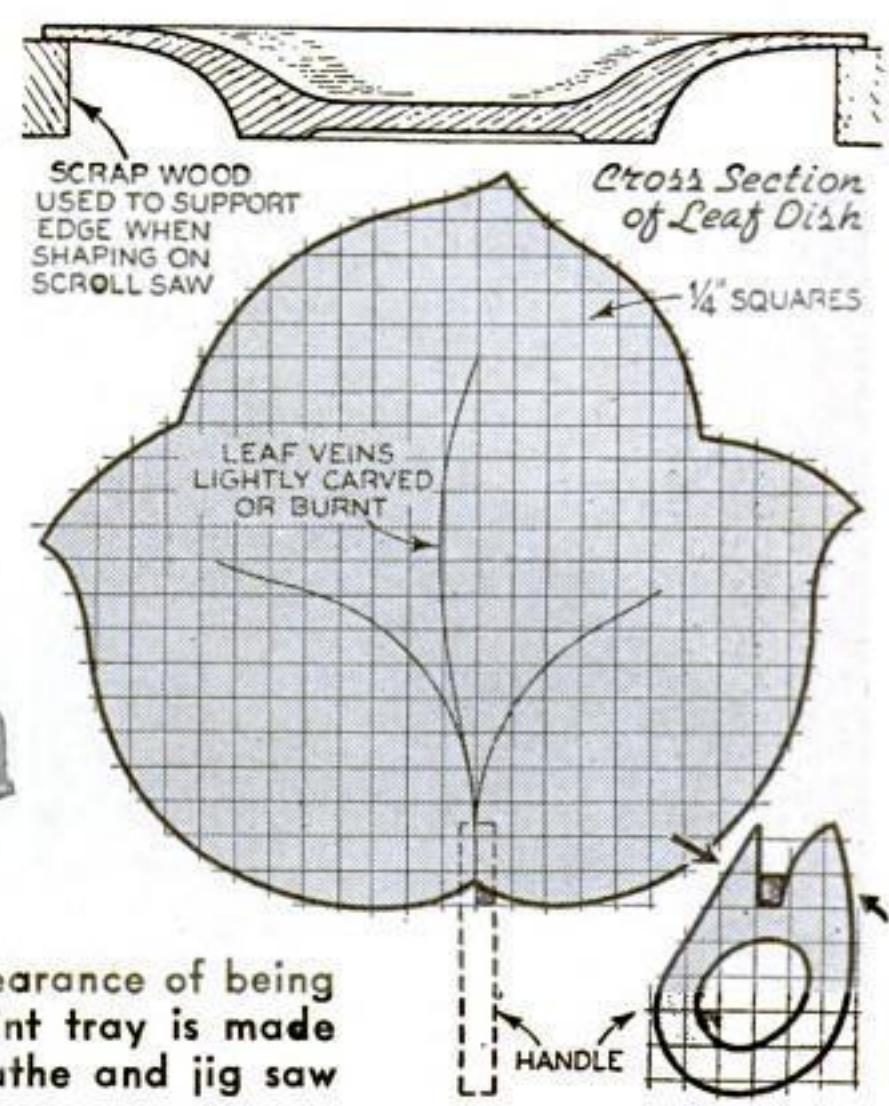 SCRAP WOOD
USED TO SUPPORT
EDGE WHEN
SHAPING ON
SCROLL SAW
Cross Section
of Leaf Dish
1/4" SQUARES
LEAF VEINS
LIGHTLY CARVED
OR BURNT
HANDLE
earance of being
nt tray is made
the and jig saw